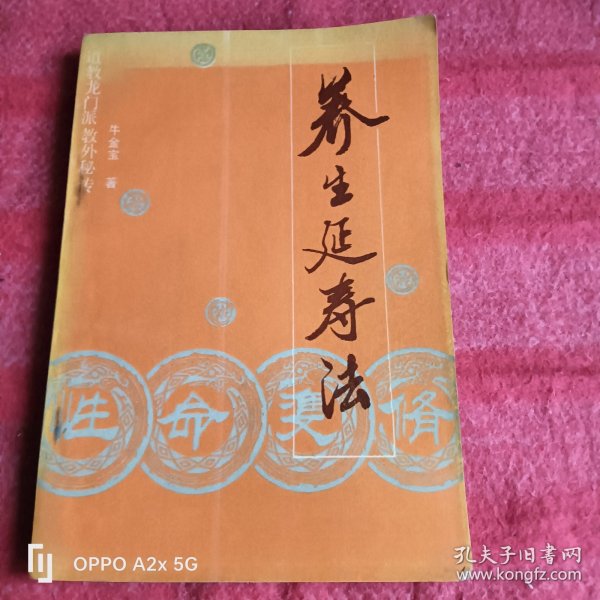 养生延寿法
道教龙门派教外秘传
牛金宝 著
性命双修
OPPO A2x 5G
孔夫子旧书网
www.kongfz.com